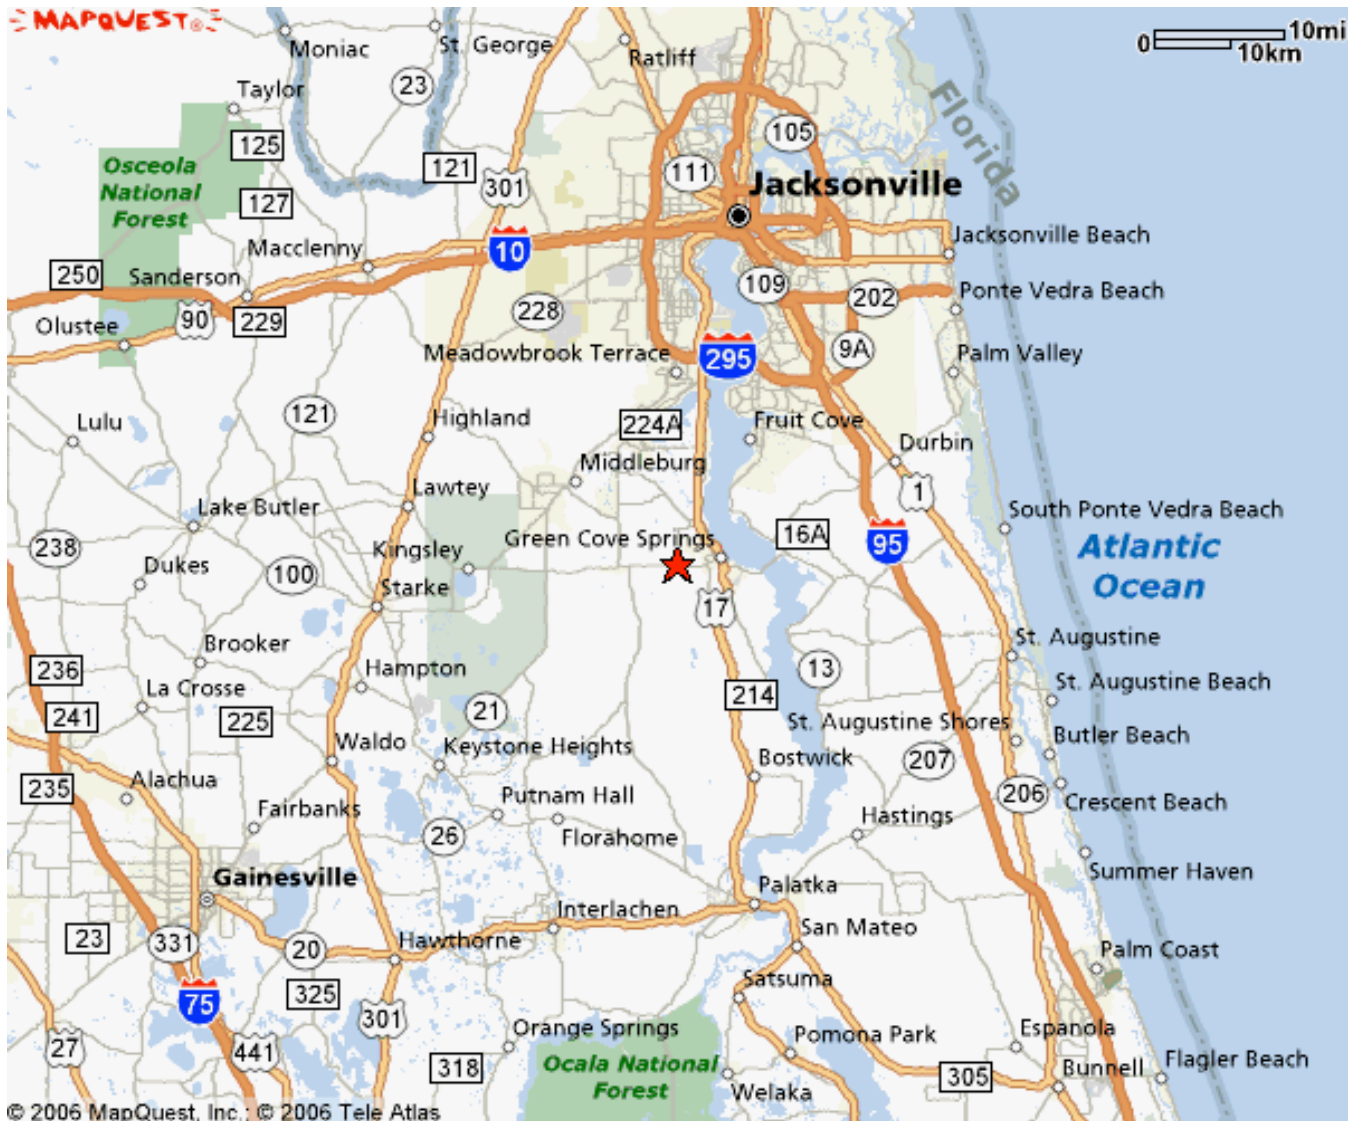 MAPQUEST®
0 10mi
10km
Moniac
St. George
Ratliff
Taylor
23
Florida
125
105
Osceola
National
Forest
121
111
301
Jacksonville
127
Macclenny
10
Jacksonville Beach
250
Sanderson
109
202
Ponte Vedra Beach
90
229
228
Olustee
Meadowbrook Terrace
295
9A
Palm Valley
121
Highland
224A
Fruit Cove
Lulu
Durbin
Middleburg
Lawtey
1
Lake Butler
South Ponte Vedra Beach
238
Kingsley
Green Cove Springs
16A
95
Atlantic
Ocean
Dukes
100
Starke
17
Brooker
St. Augustine
236
Hampton
13
La Crosse
214
St. Augustine Beach
241
225
21
St. Augustine Shores
Waldo
Keystone Heights
Butler Beach
Bostwick
207
235
Alachua
Putnam Hall
206
Crescent Beach
Fairbanks
26
Florahome
Hastings
Summer Haven
Gainesville
Palatka
Interlachen
San Mateo
23
331
20
Hawthorne
Palm Coast
Satsuma
75
325
301
Orange Springs
Pomona Park
Espanola
27
441
318
Ocala National
Forest
305
Bunnell
Flagler Beach
Welaka
© 2006 MapQuest, Inc.; © 2006 Tele Atlas